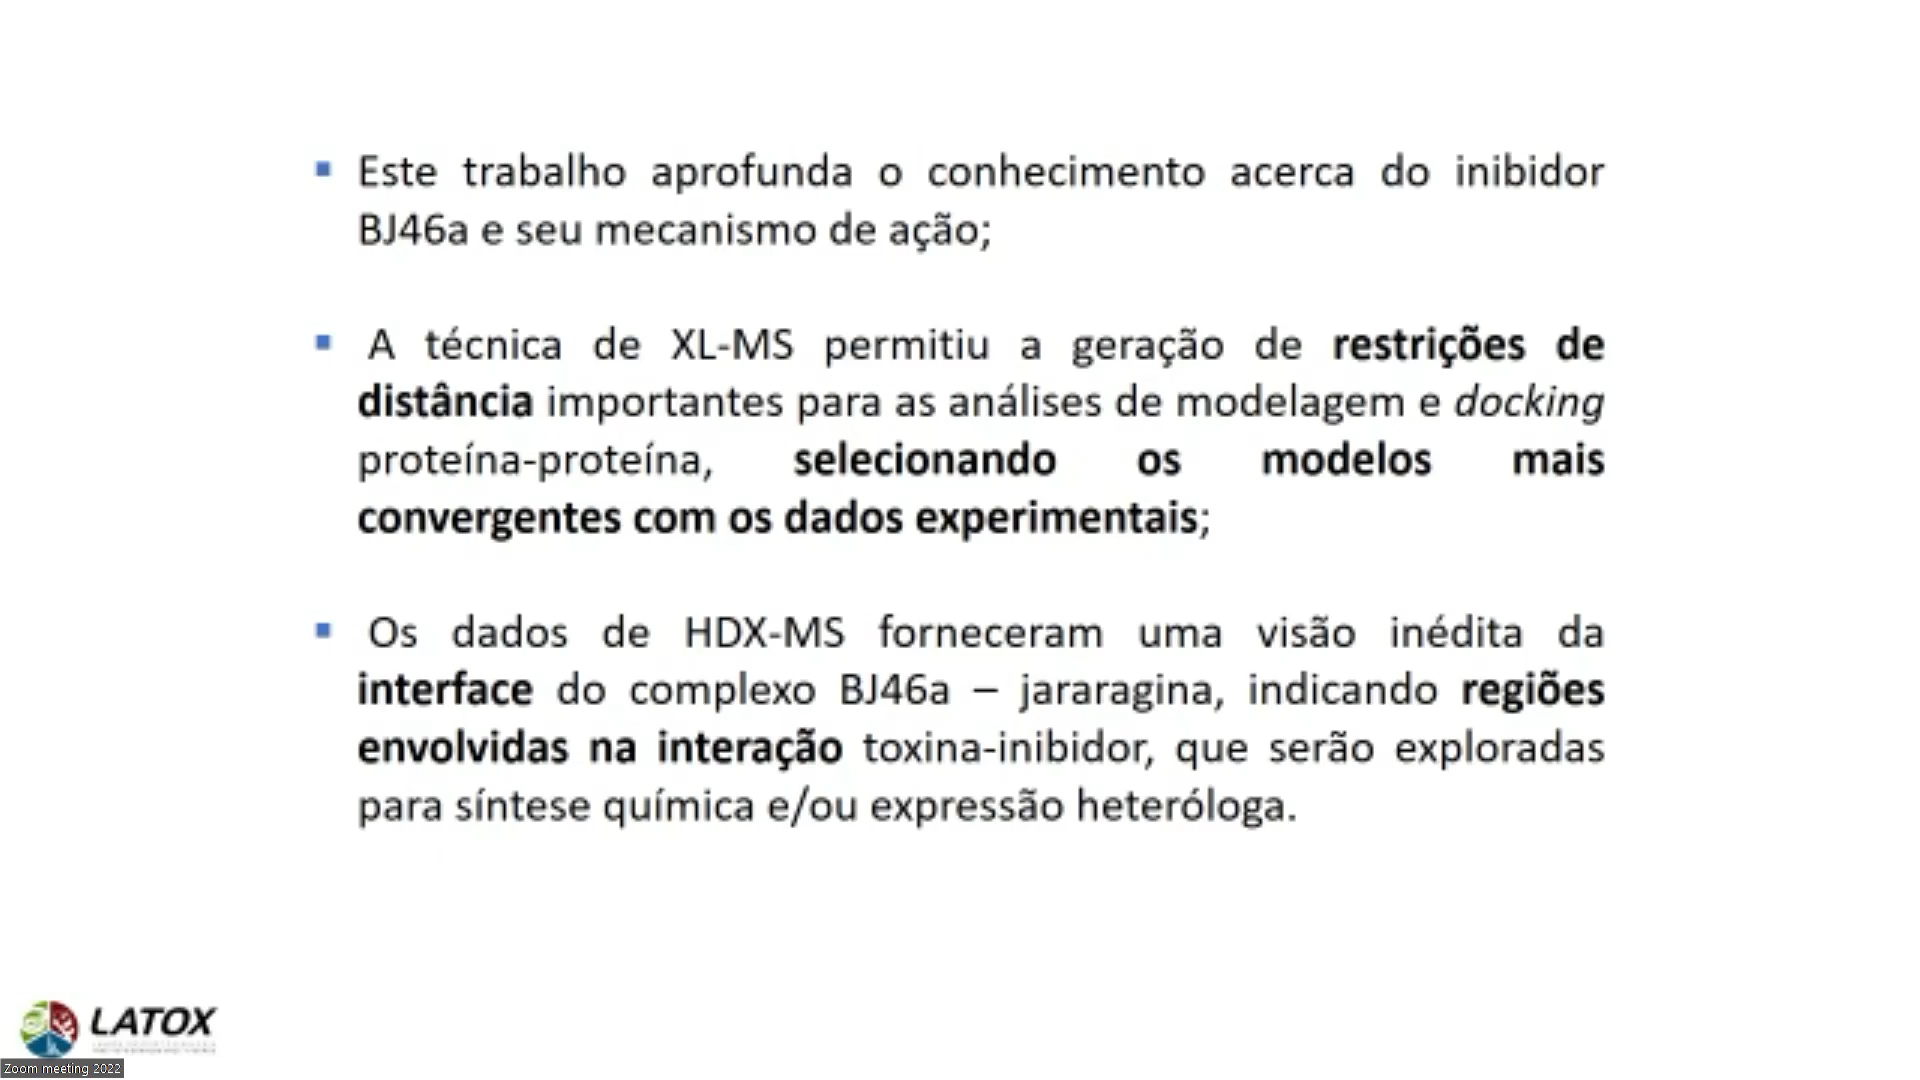 Este trabalho aprofunda o conhecimento acerca do inibidor
BJ46a e seu mecanismo de ação;
A técnica de XL-MS permitiu a geração de restrições de
distância importantes para as análises de modelagem e docking
proteína-proteína, selecionando os modelos mais
convergentes com os dados experimentais;
Os dados de HDX-MS forneceram uma visão inédita da
interface do complexo BJ46a – jararagina, indicando regiões
envolvidas na interação toxina-inibidor, que serão exploradas
para síntese química e/ou expressão heteróloga.
LATOX
Zoom meeting 2022